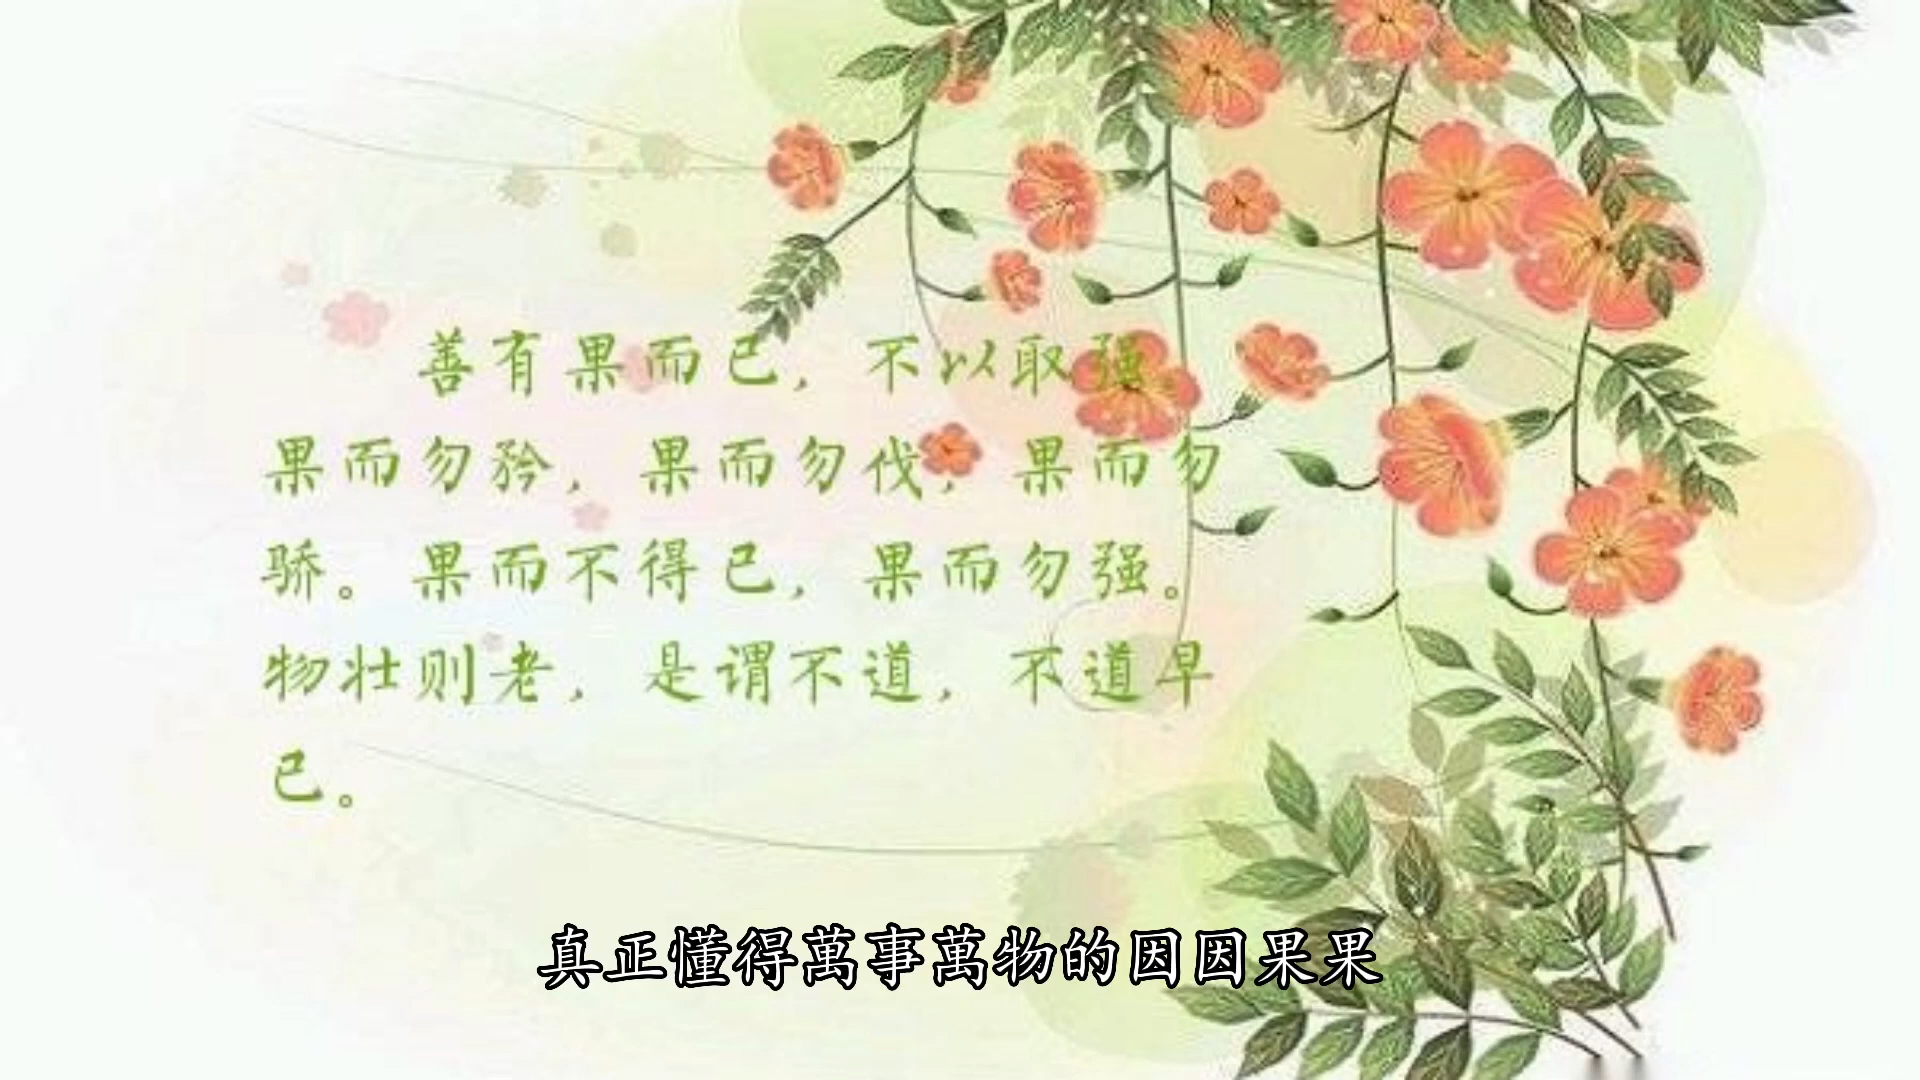 善有果而已，不以取强。
果而勿矜，果而勿伐，果而勿
骄。果而不得已，果而勿强。
物壮则老，是谓不道，不道早
已。
真正懂得萬事萬物的因因果果